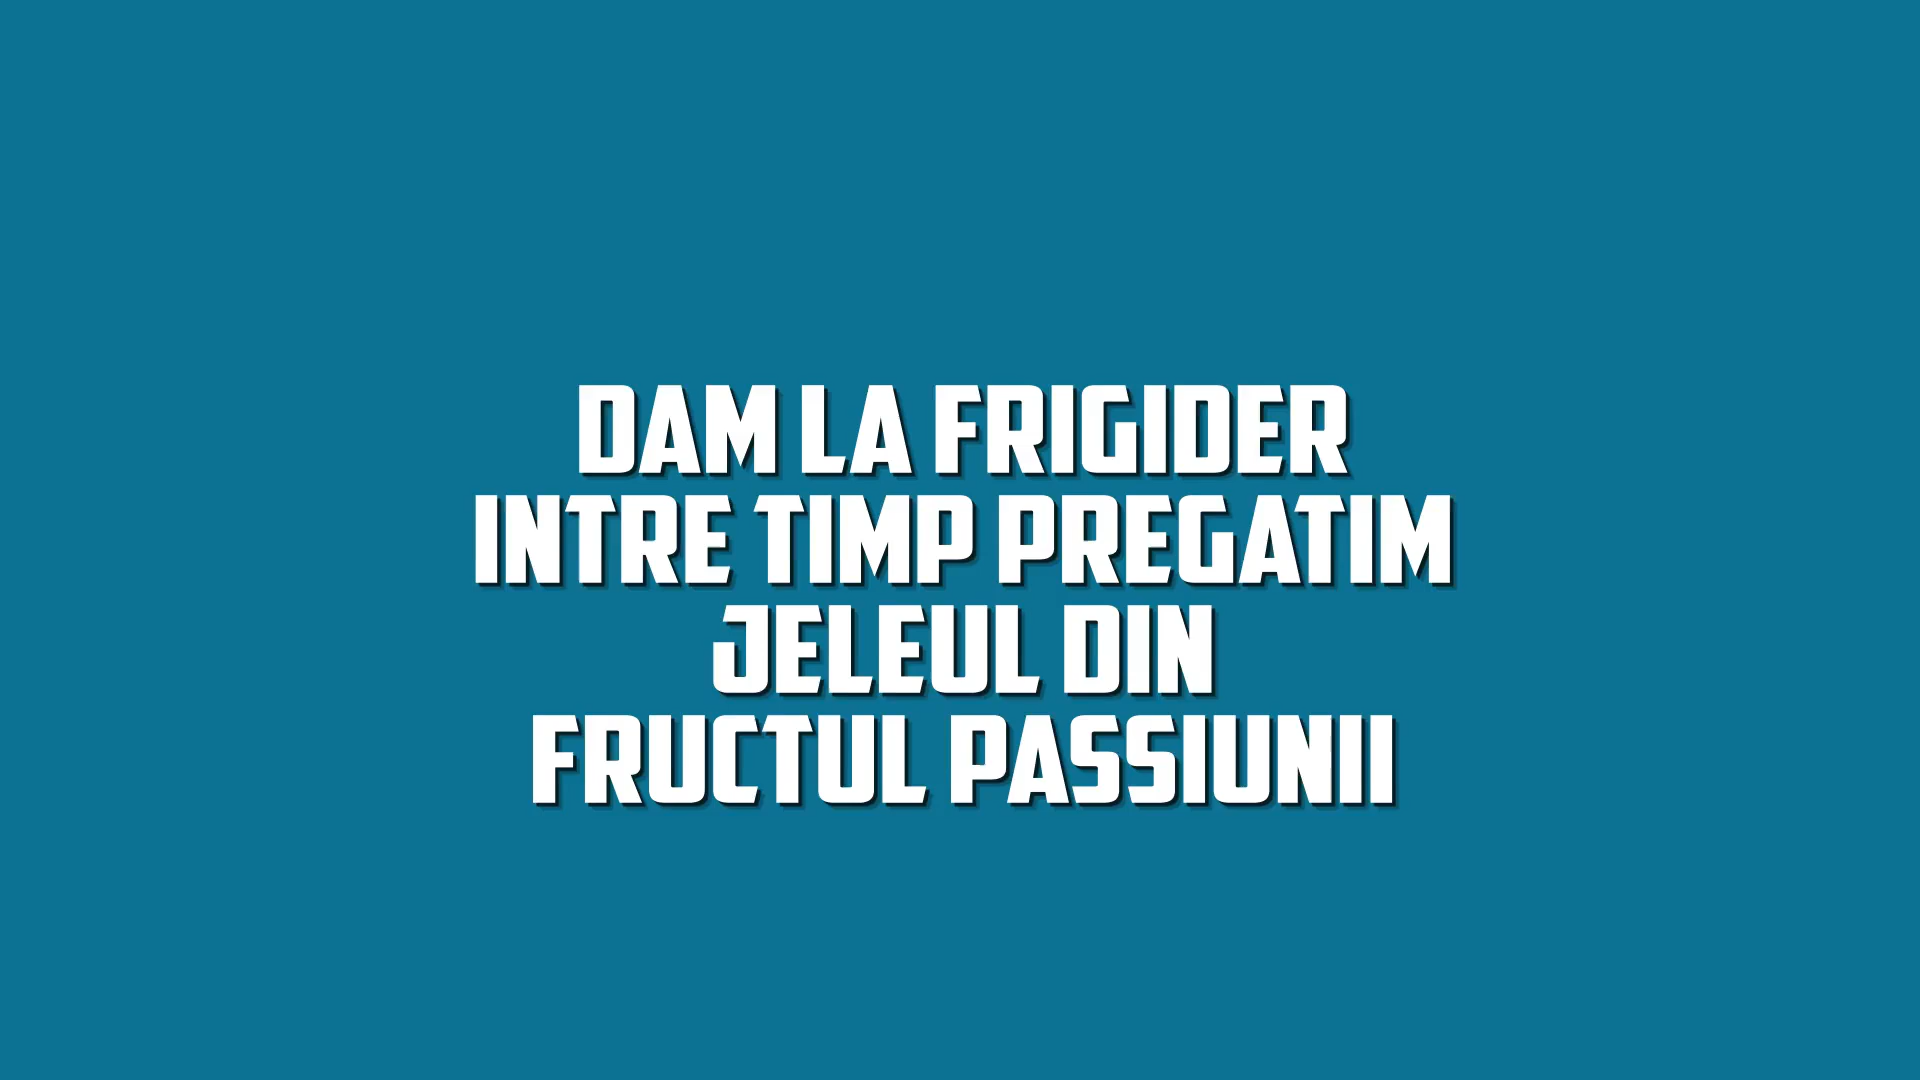 DAM LA FRIGIDER
INTRE TIMP PREGATIM
JELEUL DIN
FRUCTUL PASSIUNII